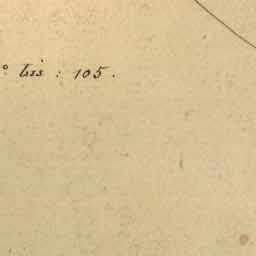 ° bis : 105 .